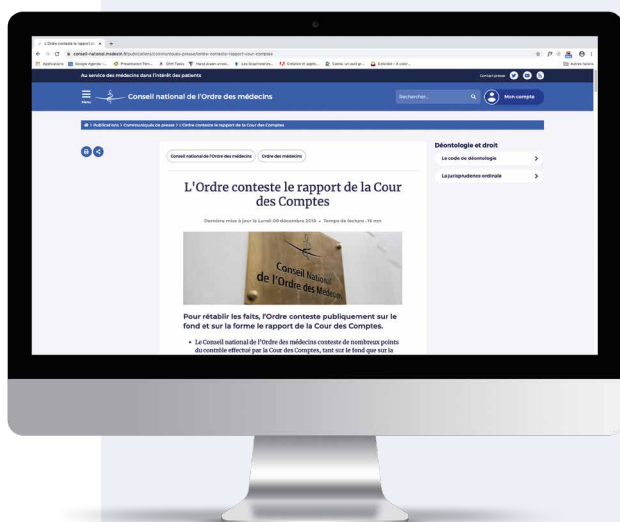 L'Ordre conteste le rapport de
conseil-national.medecin.fr/publications/communiques-presse/ordre-conteste-rapport-cour-comptes
Applications
Au service des médecins dans l'intérêt des patients
Contact presse
Menu
Conseil national de l'Ordre des médecins
Rechercher...
Mon compte
> Publications > Communiqués de presse > L'Ordre conteste le rapport de la Cour des Comptes
Conseil national de l'Ordre des médecins
Ordre des médecins
Déontologie et droit
Le code de déontologie
La jurisprudence ordinale
L'Ordre conteste le rapport de la Cour
des Comptes
Dernière mise à jour le Lundi 09 décembre 2019 • Temps de lecture : 14 mn
Conseil National
de l'Ordre des Médecins
Pour rétablir les faits, l'Ordre conteste publiquement sur le
fond et sur la forme le rapport de la Cour des Comptes.
• Le Conseil national de l'Ordre des médecins conteste de nombreux points
du contrôle effectué par la Cour des Comptes, tant sur le fond que sur la